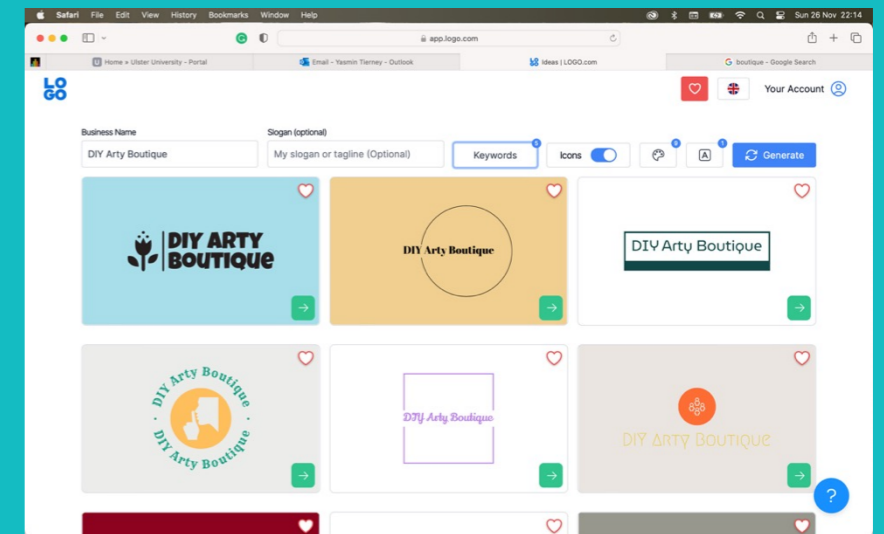 Safari File Edit View History Bookmarks Window Help Sun 26 Nov 22:14
app.logo.com
Home » Ulster University - Portal
Email - Yasmin Tierney - Outlook
Ideas | LOGO.com
boutique - Google Search
LO
GO
Your Account
Business Name
Slogan (optional)
DIY Arty Boutique
My slogan or tagline (Optional)
Keywords
Icons
A
Generate
DIY ARTY
BOUTIQUE
DIY Arty Boutique
DIY Arty Boutique
DIY Arty Boutique
DIY Arty Boutique
DIY Arty Boutique
DIY ARTY BOUTIQUE
?